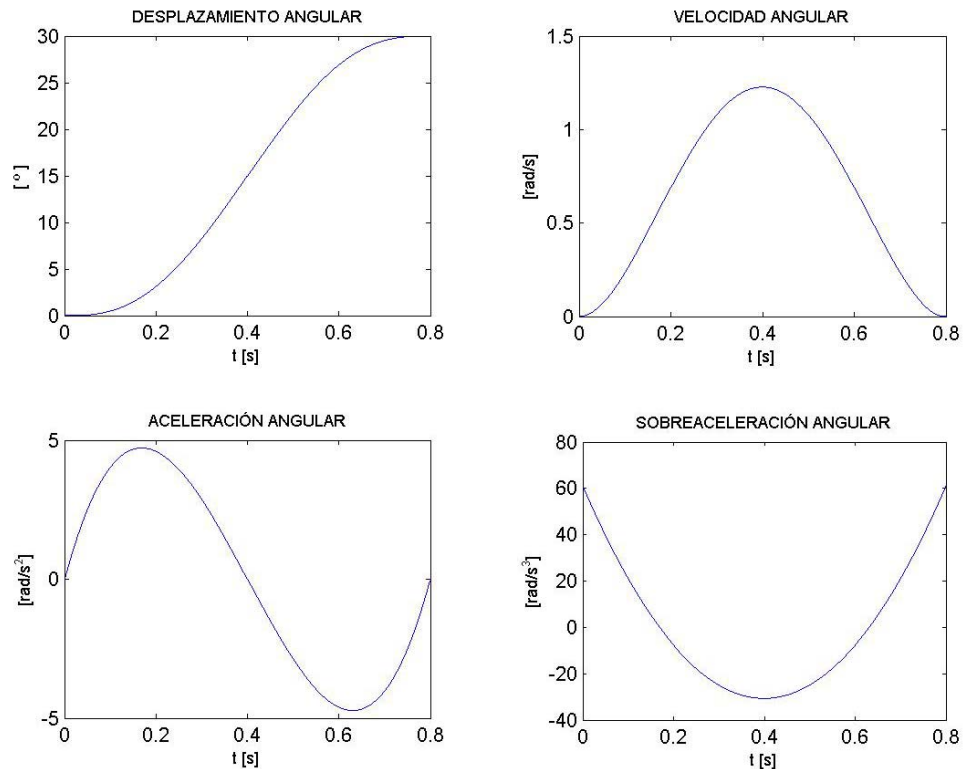 DESPLAZAMIENTO ANGULAR
30
25
20
15
10
5
0
[ º ]
0 0.2 0.4 0.6 0.8
t [s]
VELOCIDAD ANGULAR
1.5
1
0.5
0
[rad/s]
0 0.2 0.4 0.6 0.8
t [s]
ACELERACIÓN ANGULAR
5
0
-5
[rad/s²]
0 0.2 0.4 0.6 0.8
t [s]
SOBREACELERACIÓN ANGULAR
80
60
40
20
0
-20
-40
[rad/s³]
0 0.2 0.4 0.6 0.8
t [s]